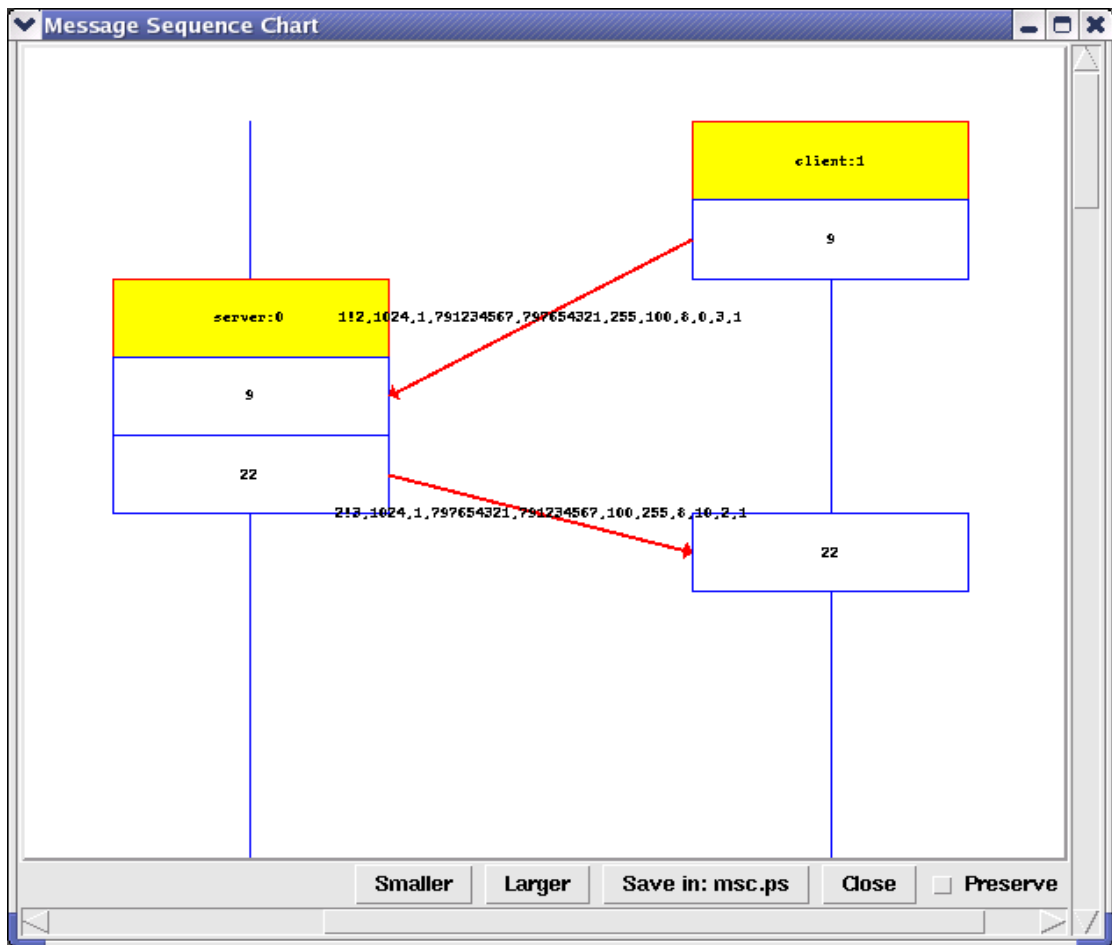 Message Sequence Chart
client:1
9
server:0
1!2,1024,1,791234567,797654321,255,100,8,0,3,1
9
22
2!3,1024,1,797654321,791234567,100,255,8,10,2,1
22
Smaller
Larger
Save in: msc.ps
Close
Preserve